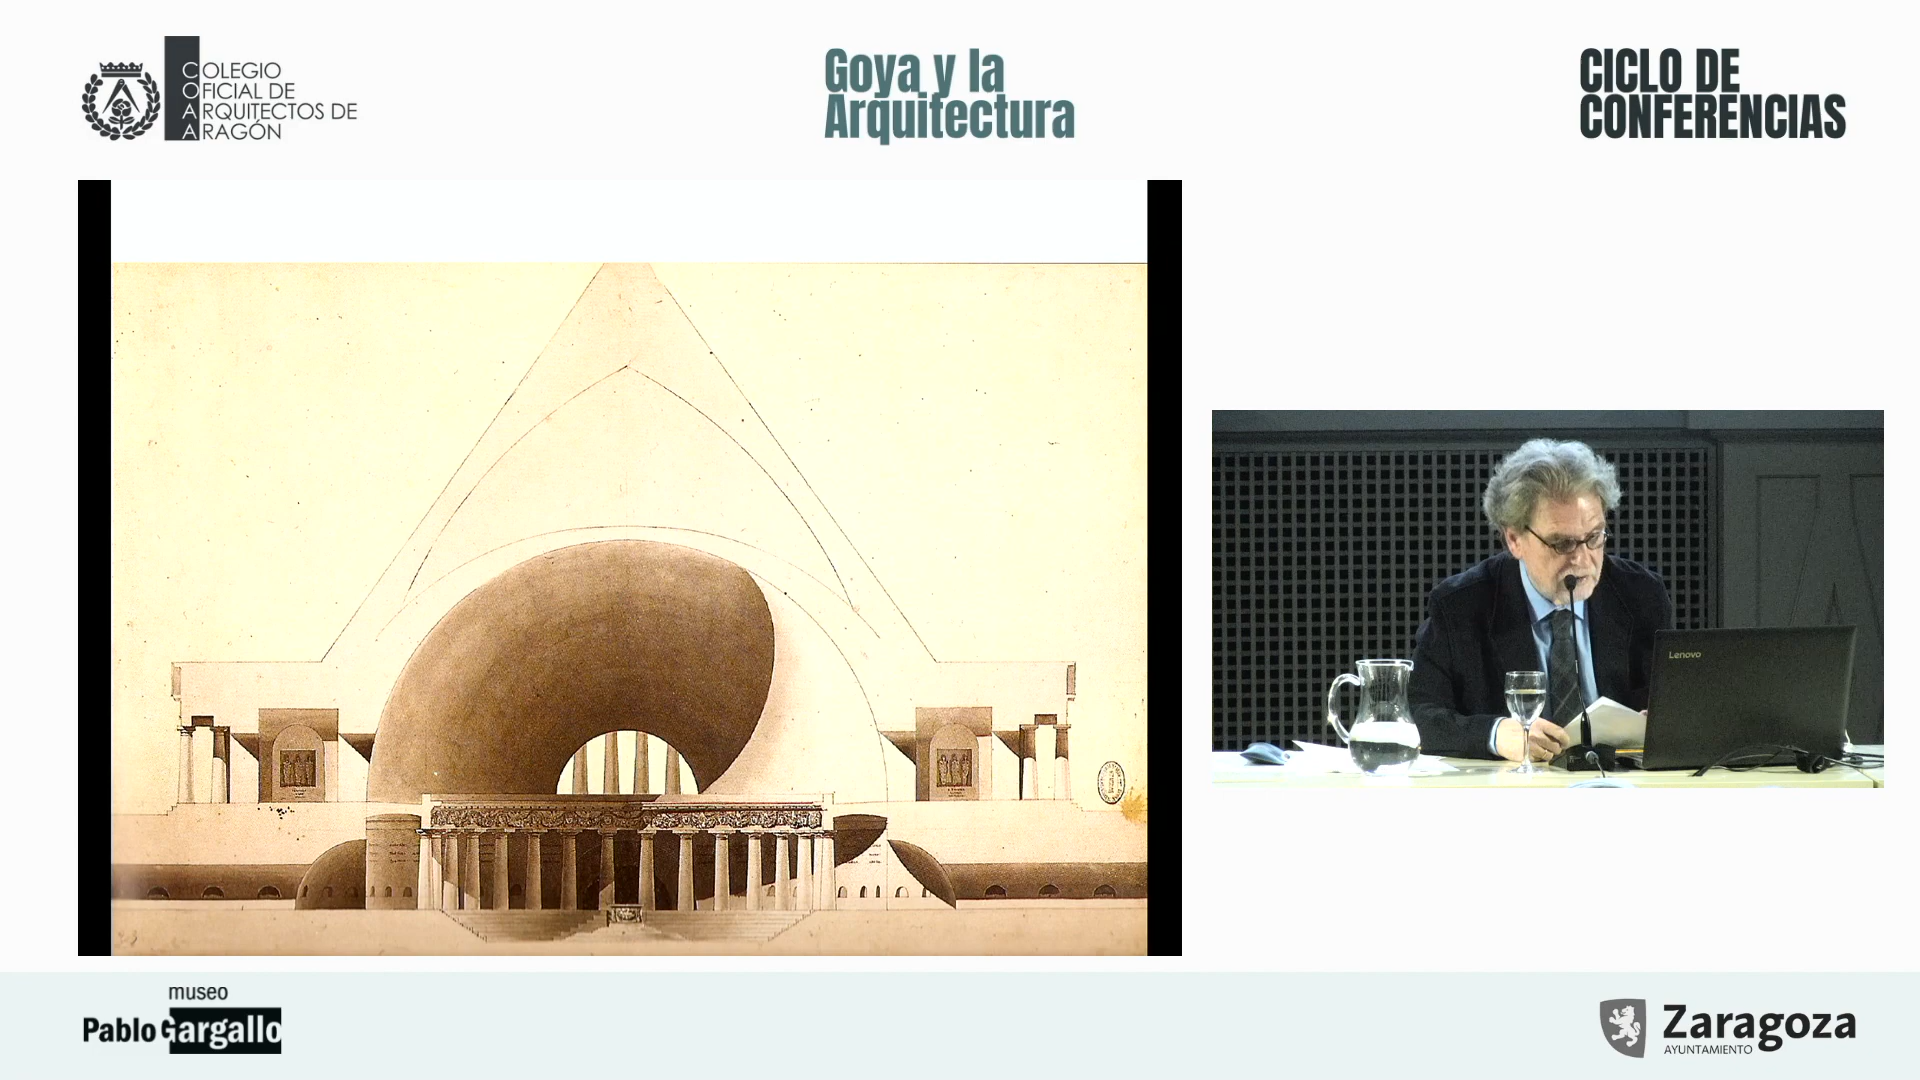 COLEGIO
OFICIAL DE
ARQUITECTOS DE
ARAGÓN
Goya y la
Arquitectura
CICLO DE
CONFERENCIAS
Lenovo
museo
Pablo Gargallo
Zaragoza
AYUNTAMIENTO